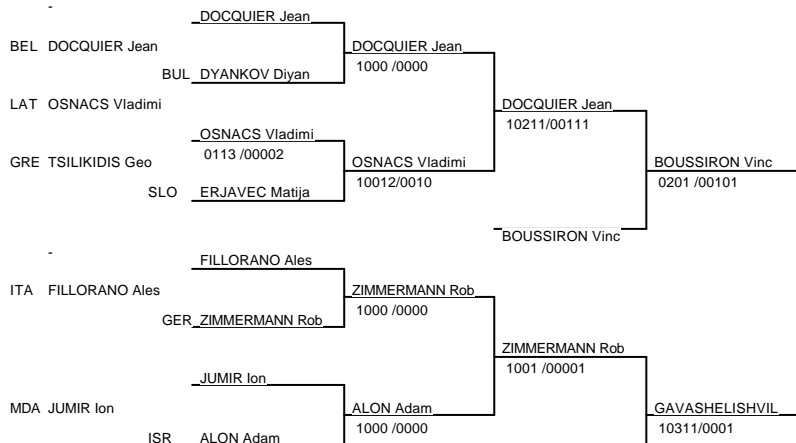 -
DOCQUIER Jean
BEL DOCQUIER Jean DOCQUIER Jean
1000 /0000
BUL DYANKOV Diyan
LAT OSNACS Vladimi DOCQUIER Jean
10211/00111
OSNACS Vladimi
0113 /00002
GRE TSILIKIDIS Geo OSNACS Vladimi BOUSSIRON Vinc
10012/0010 0201 /00101
SLO ERJAVEC Matija
BOUSSIRON Vinc
-
FILLORANO Ales
ITA FILLORANO Ales ZIMMERMANN Rob
1000 /0000
GER ZIMMERMANN Rob
ZIMMERMANN Rob
1001 /00001
JUMIR Ion
MDA JUMIR Ion ALON Adam GAVASHELISHVIL
1000 /0000 10311/0001
ISR ALON Adam